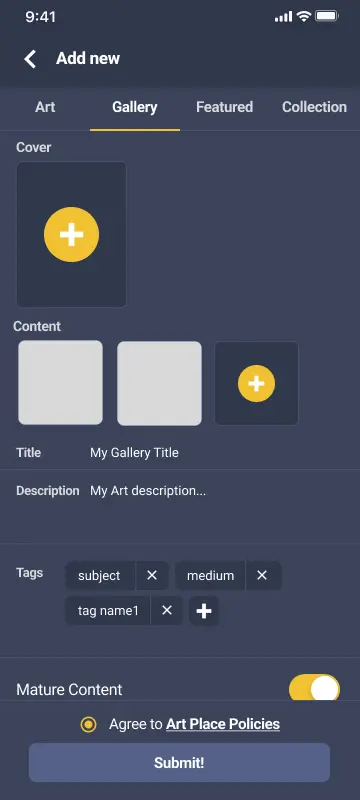 9:41
Add new
Art Gallery Featured Collection
Cover
Content
Title My Gallery Title
Description My Art description...
Tags subject medium
tag name1
Mature Content
Agree to Art Place Policies
Submit!